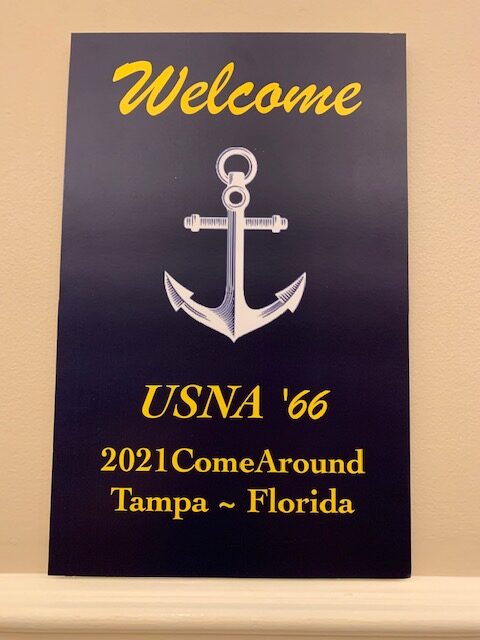 Welcome
USNA '66
2021ComeAround
Tampa ~ Florida